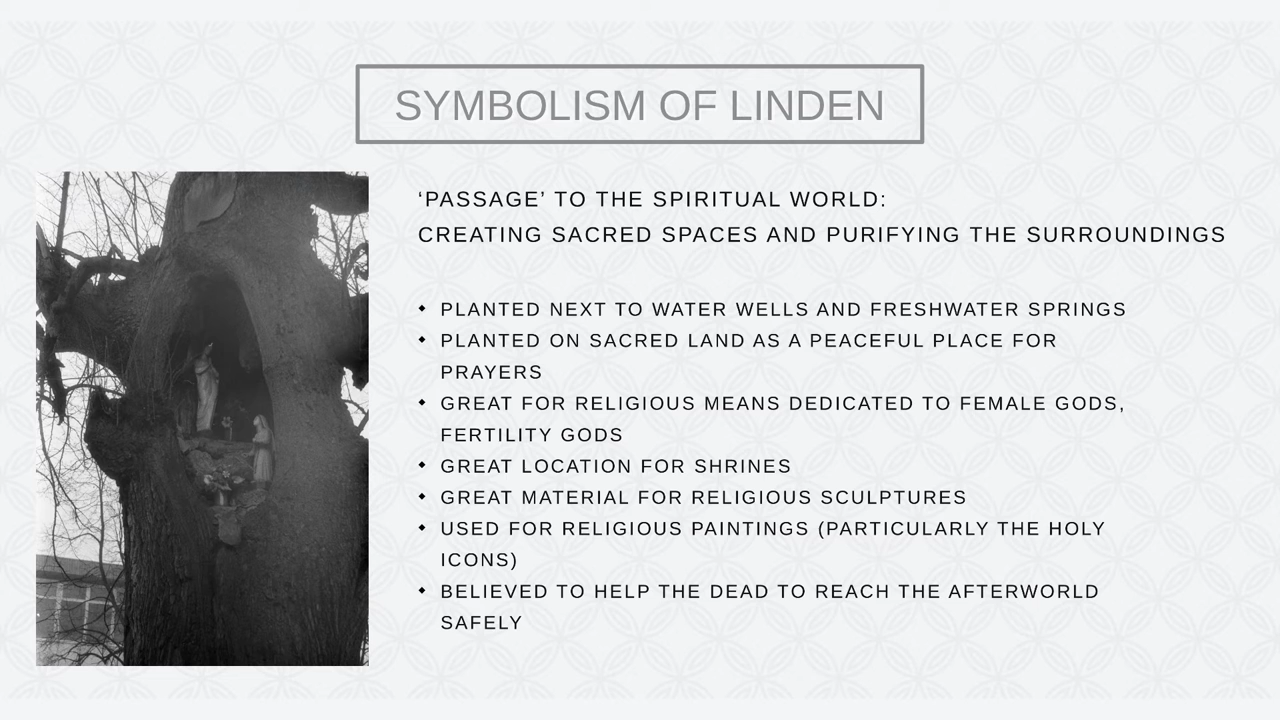 SYMBOLISM OF LINDEN
‘PASSAGE’ TO THE SPIRITUAL WORLD:
CREATING SACRED SPACES AND PURIFYING THE SURROUNDINGS
PLANTED NEXT TO WATER WELLS AND FRESHWATER SPRINGS
PLANTED ON SACRED LAND AS A PEACEFUL PLACE FOR
PRAYERS
GREAT FOR RELIGIOUS MEANS DEDICATED TO FEMALE GODS,
FERTILITY GODS
GREAT LOCATION FOR SHRINES
GREAT MATERIAL FOR RELIGIOUS SCULPTURES
USED FOR RELIGIOUS PAINTINGS (PARTICULARLY THE HOLY
ICONS)
BELIEVED TO HELP THE DEAD TO REACH THE AFTERWORLD
SAFELY